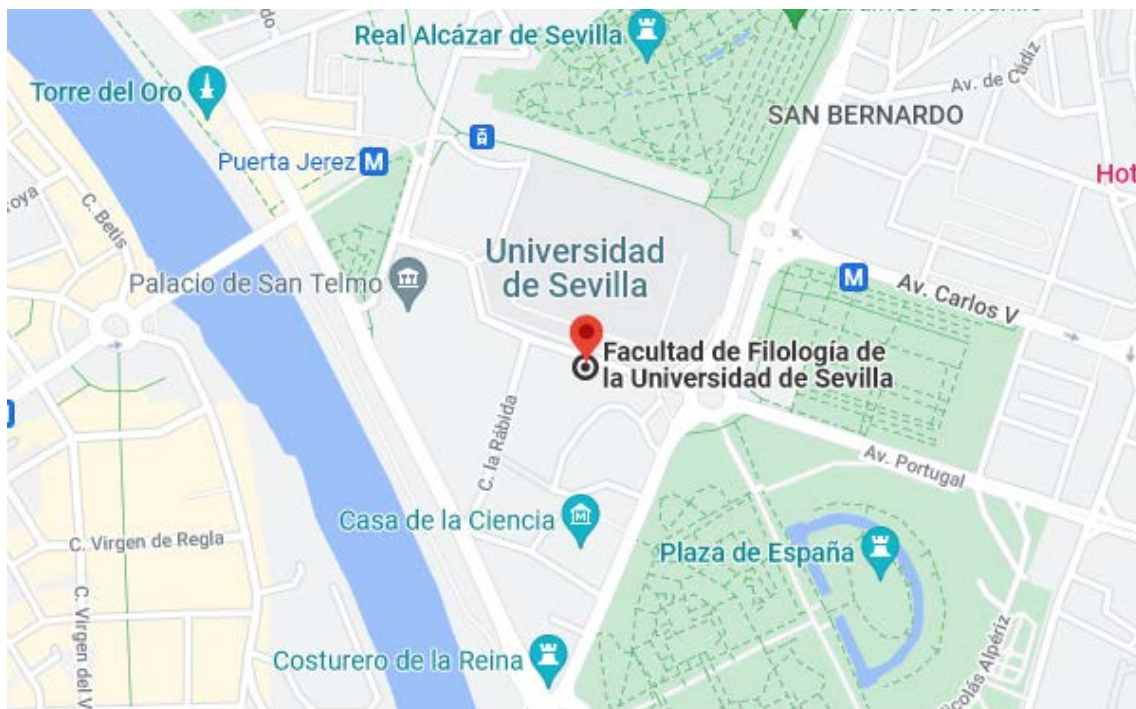 Real Alcázar de Sevilla
Torre del Oro
Av. de Cádiz
SAN BERNARDO
Puerta Jerez
M
Hot
C. Betis
Universidad
de Sevilla
Palacio de San Telmo
M
Av. Carlos V
Facultad de Filología de
la Universidad de Sevilla
C. la Rábida
Av. Portugal
Casa de la Ciencia
M
C. Virgen de Regla
Plaza de España
C. Virgen del V
Costurero de la Reina
icolás Alpériz